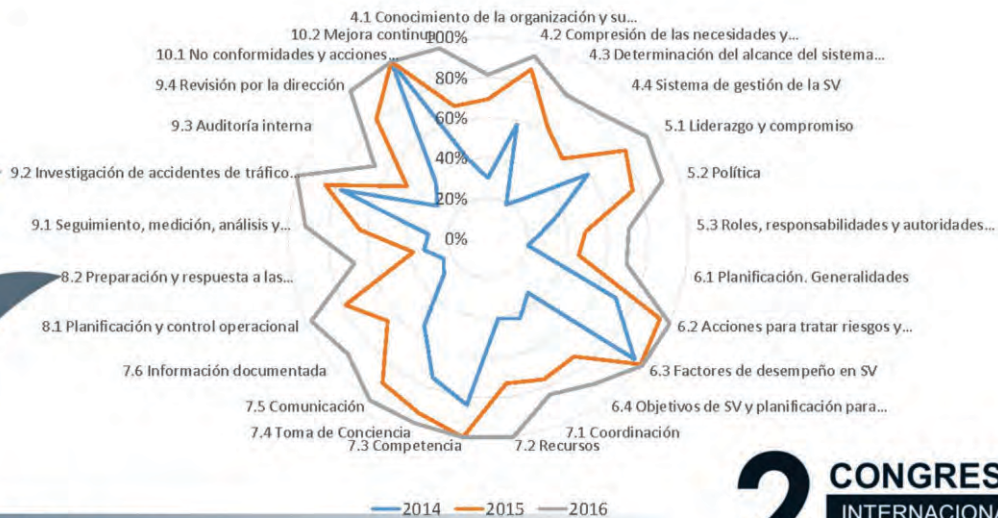 4.1 Conocimiento de la organización y su...
10.2 Mejora continua
100%
4.2 Compresión de las necesidades y...
10.1 No conformidades y acciones...
4.3 Determinación del alcance del sistema...
9.4 Revisión por la dirección
80%
4.4 Sistema de gestión de la SV
9.3 Auditoría interna
60%
5.1 Liderazgo y compromiso
40%
9.2 Investigación de accidentes de tráfico...
5.2 Política
20%
9.1 Seguimiento, medición, análisis y...
5.3 Roles, responsabilidades y autoridades...
0%
8.2 Preparación y respuesta a las...
6.1 Planificación. Generalidades
8.1 Planificación y control operacional
6.2 Acciones para tratar riesgos y...
7.6 Información documentada
6.3 Factores de desempeño en SV
7.5 Comunicación
6.4 Objetivos de SV y planificación para...
7.4 Toma de Conciencia
7.1 Coordinación
7.3 Competencia
7.2 Recursos
2014 2015 2016
2 CONGRES
INTERNACIONA